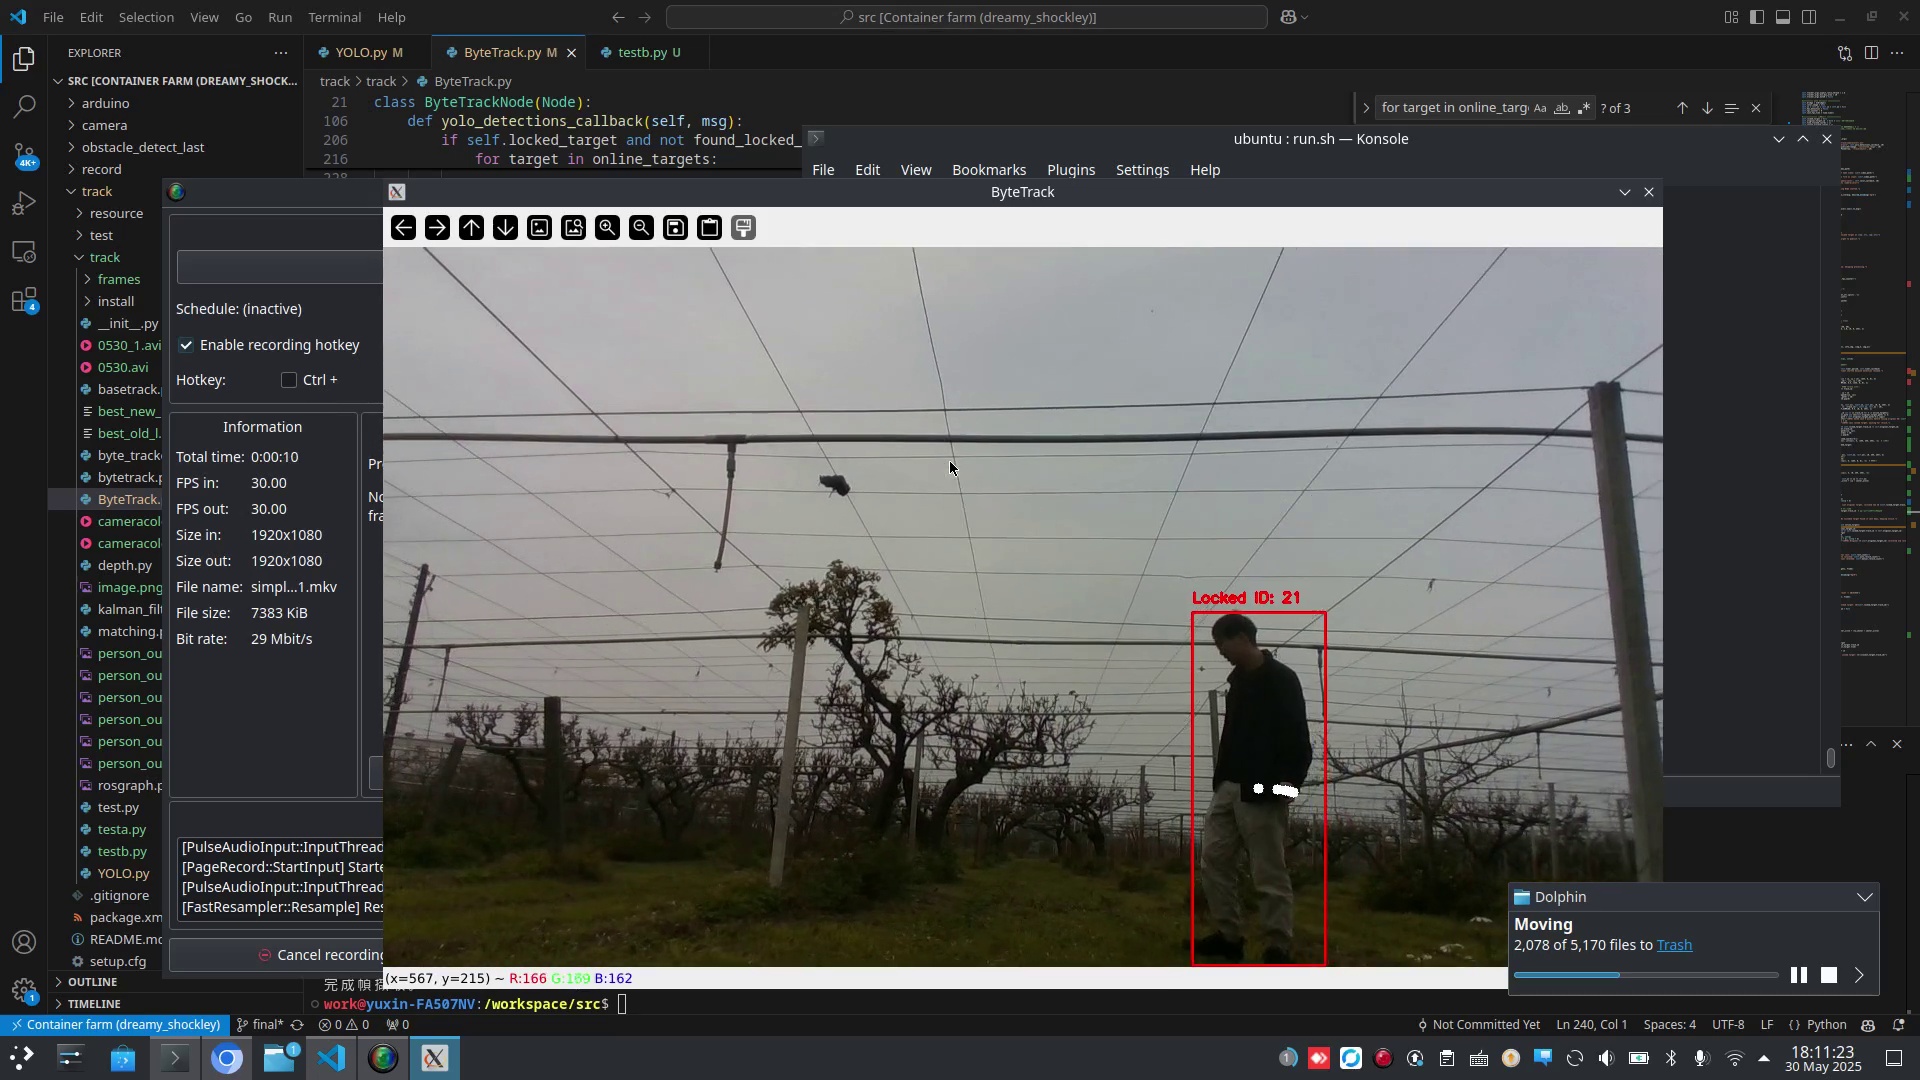 File Edit Selection View Go Run Terminal Help
src [Container farm (dreamy_shockley)]
EXPLORER
YOLO.py M
ByteTrack.py M
testb.py U
SRC [CONTAINER FARM (DREAMY_SHOCK...
track > track > ByteTrack.py
arduino
camera
obstacle_detect_last
record
track
resource
test
track
frames
install
__init__.py
0530_1.avi
0530.avi
basetrack.
best_new_
best_old_l.
byte_track
bytetrack.p
ByteTrack.
cameracol
cameracol
depth.py
image.png
kalman_filt
matching.p
person_ou
person_ou
person_ou
person_ou
person_ou
person_ou
rosgraph.p
test.py
testa.py
testb.py
YOLO.py
.gitignore
package.xm
README.md
setup.cfg
OUTLINE
TIMELINE
4K+
4
1
21 class ByteTrackNode(Node):
106 def yolo_detections_callback(self, msg):
206 if self.locked_target and not found_locked_
216 for target in online_targets:
for target in online_targ
Aa ab
? of 3
ubuntu : run.sh — Konsole
File Edit View Bookmarks Plugins Settings Help
ByteTrack
Schedule: (inactive)
Enable recording hotkey
Hotkey: Ctrl +
Information
Total time: 0:00:10
FPS in: 30.00
FPS out: 30.00
Size in: 1920x1080
Size out: 1920x1080
File name: simpl...1.mkv
File size: 7383 KiB
Bit rate: 29 Mbit/s
Pr
No
fra
[PulseAudioInput::InputThread
[PageRecord::StartInput] Starte
[PulseAudioInput::InputThread
[FastResampler::Resample] Res
Cancel recording
Locked ID: 21
(x=567, y=215) ~ R:166 G:169 B:162
work@yuxin-FA507NV:/workspace/src$
Dolphin
Moving
2,078 of 5,170 files to Trash
Container farm (dreamy_shockley)
final*
0 0
0
Not Committed Yet
Ln 240, Col 1
Spaces: 4
UTF-8
LF
{} Python
1
1
18:11:23
30 May 2025